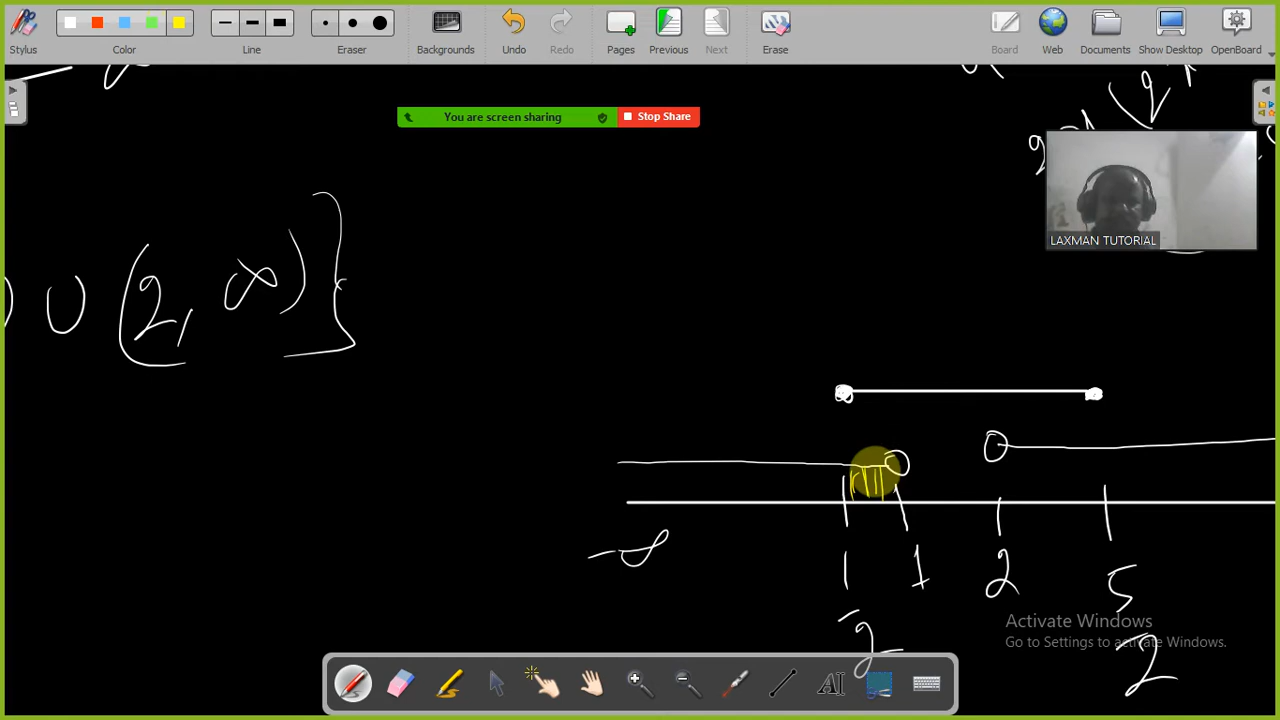 Stylus
Color
Line
Eraser
Backgrounds
Undo
Redo
Pages
Previous
Next
Erase
Board
Web
Documents
Show Desktop
OpenBoard
You are screen sharing
Stop Share
LAXMAN TUTORIAL
∪ (2, ∞)}
-∞
1/2 1 2 5/2
Activate Windows
Go to Settings to activate Windows.